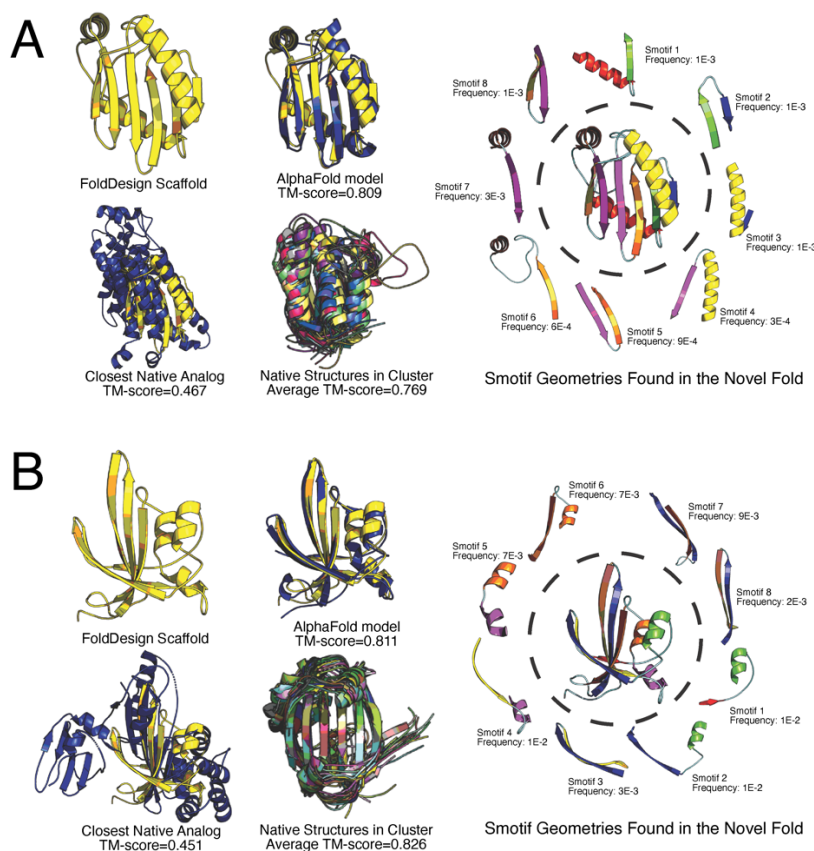 A
FoldDesign Scaffold
AlphaFold model
TM-score=0.809
Closest Native Analog
TM-score=0.467
Native Structures in Cluster
Average TM-score=0.769
Smotif 1
Frequency: 1E-3
Smotif 2
Frequency: 1E-3
Smotif 3
Frequency: 1E-3
Smotif 4
Frequency: 3E-4
Smotif 5
Frequency: 9E-4
Smotif 6
Frequency: 6E-4
Smotif 7
Frequency: 3E-3
Smotif 8
Frequency: 1E-3
Smotif Geometries Found in the Novel Fold
B
FoldDesign Scaffold
AlphaFold model
TM-score=0.811
Closest Native Analog
TM-score=0.451
Native Structures in Cluster
Average TM-score=0.826
Smotif 6
Frequency: 7E-3
Smotif 7
Frequency: 9E-3
Smotif 5
Frequency: 7E-3
Smotif 8
Frequency: 2E-3
Smotif 1
Frequency: 1E-2
Smotif 4
Frequency: 1E-2
Smotif 3
Frequency: 3E-3
Smotif 2
Frequency: 1E-2
Smotif Geometries Found in the Novel Fold